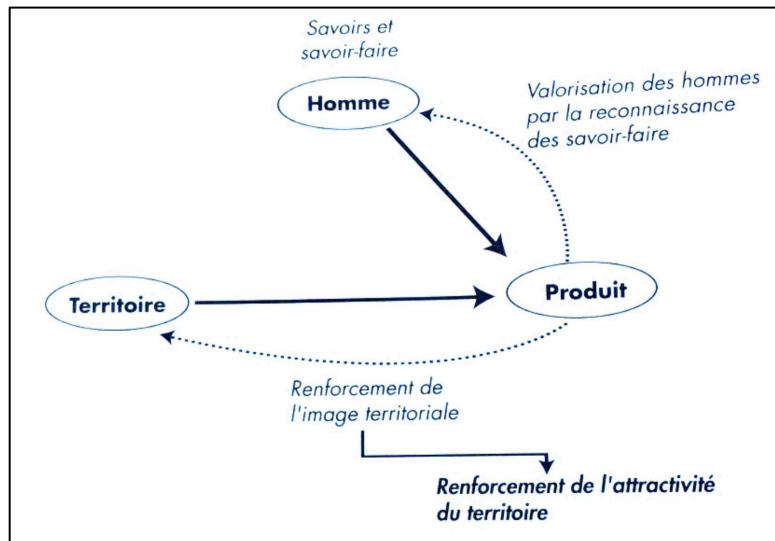 Savoirs et
savoir-faire
Homme
Valorisation des hommes
par la reconnaissance
des savoir-faire
Territoire
Produit
Renforcement de
l'image territoriale
Renforcement de l'attractivité
du territoire